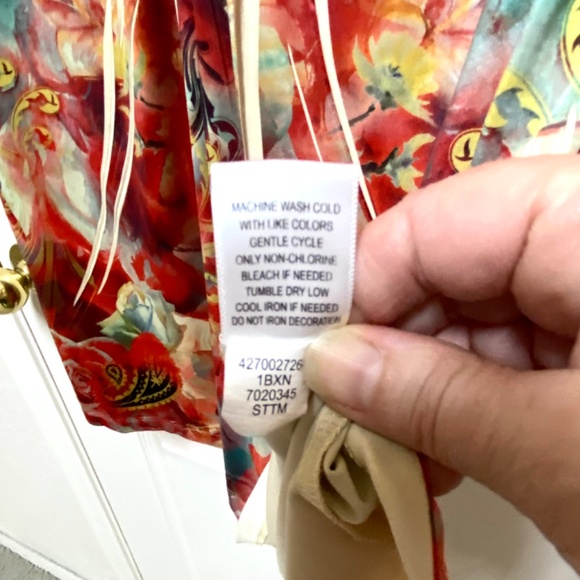 MACHINE WASH COLD
WITH LIKE COLORS
GENTLE CYCLE
ONLY NON-CHLORINE
BLEACH IF NEEDED
TUMBLE DRY LOW
COOL IRON IF NEEDED
DO NOT IRON DECORATION
427002726
1BXN
7020345
STTM